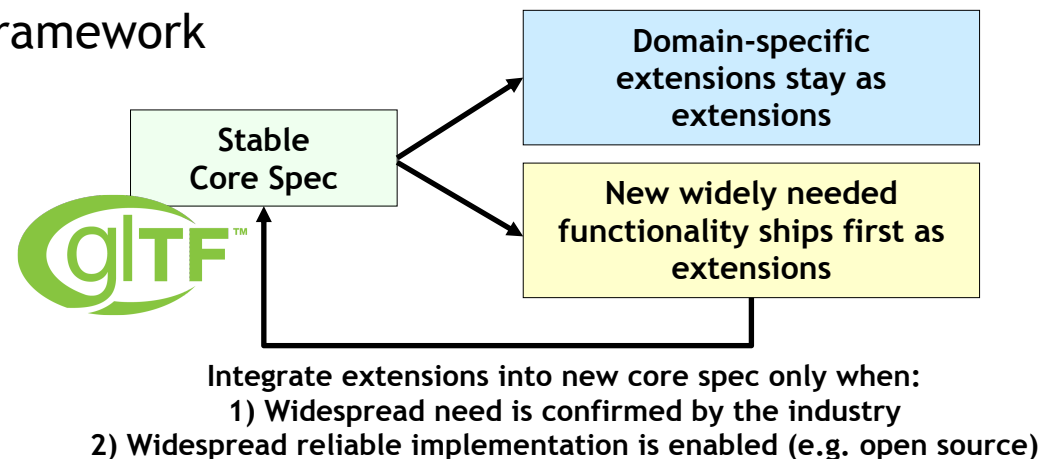 ramework
Domain-specific
extensions stay as
extensions
Stable
Core Spec
New widely needed
functionality ships first as
extensions
glTF™
Integrate extensions into new core spec only when:
1) Widespread need is confirmed by the industry
2) Widespread reliable implementation is enabled (e.g. open source)